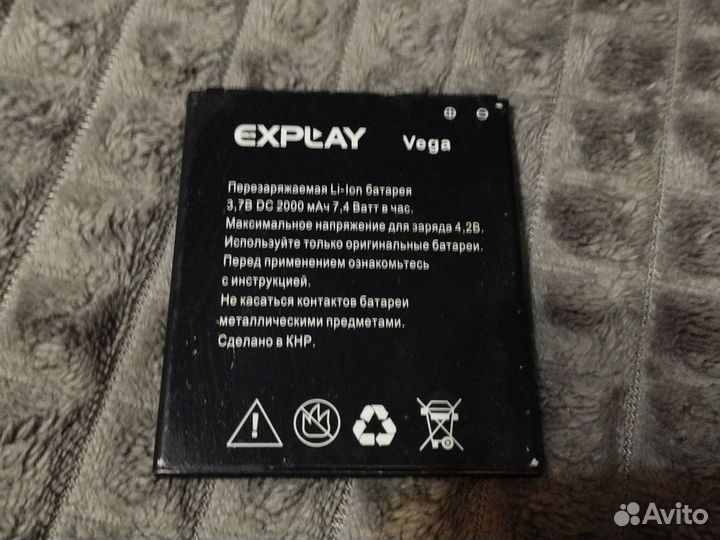 EXPLAY Vega
Перезаряжаемая Li-Ion батарея
3,7В DC 2000 мАч 7,4 Ватт в час.
Максимальное напряжение для заряда 4,2В.
Используйте только оригинальные батареи.
Перед применением ознакомьтесь
с инструкцией.
Не касаться контактов батареи
металлическими предметами.
Сделано в КНР.
Avito